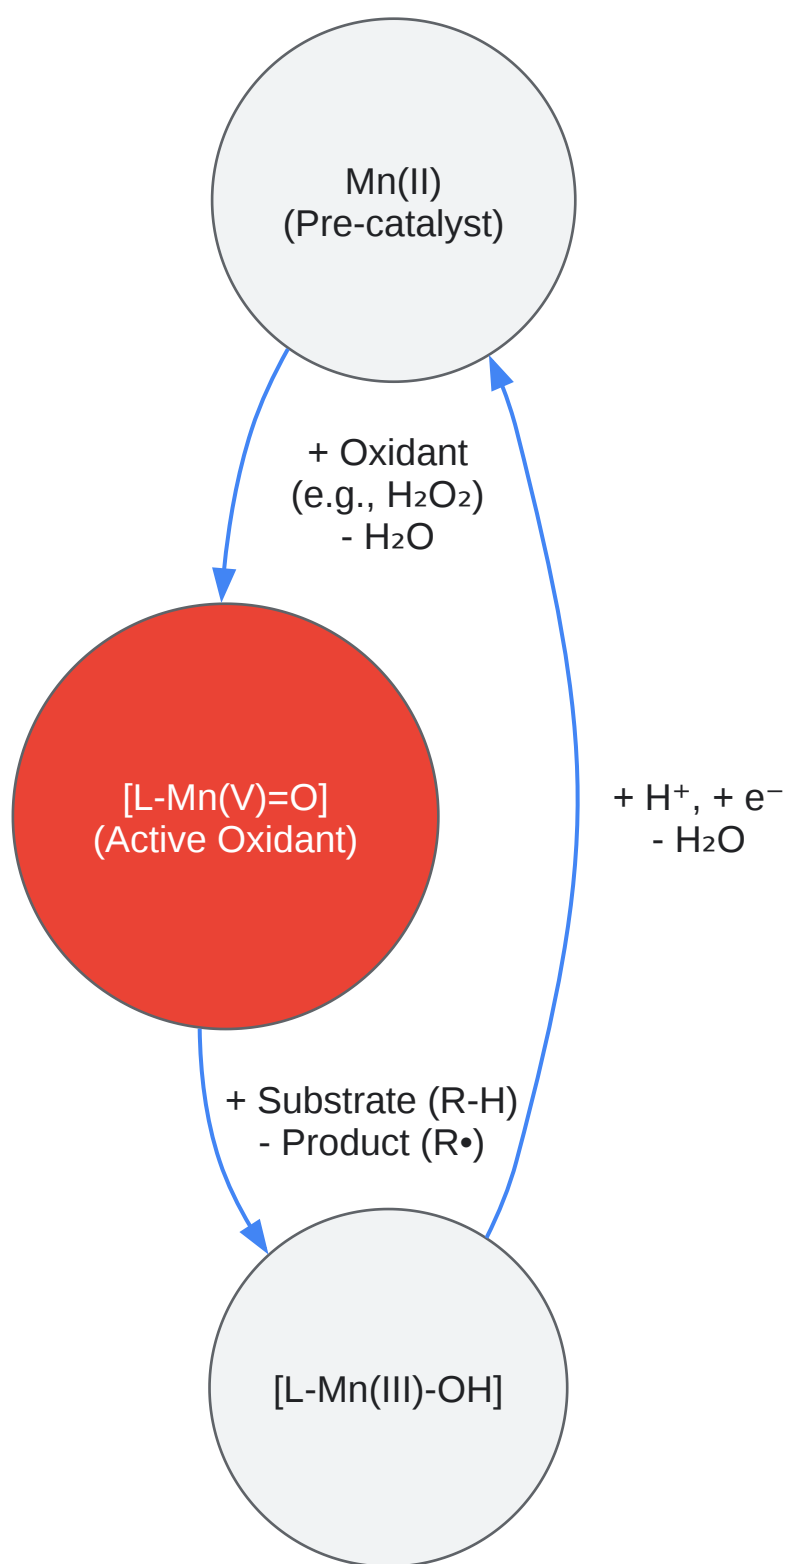 Mn(II)
(Pre-catalyst)
+ Oxidant
(e.g., H₂O₂)
- H₂O
[L-Mn(V)=O]
(Active Oxidant)
+ H⁺, + e⁻
- H₂O
+ Substrate (R-H)
- Product (R•)
[L-Mn(III)-OH]